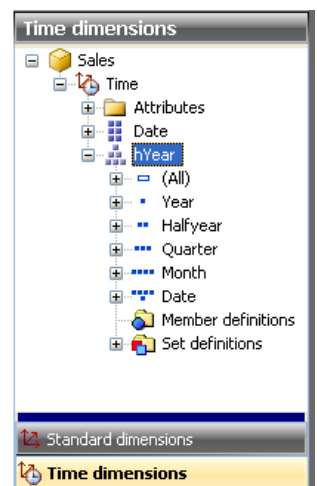 Time dimensions
Sales
Time
Attributes
Date
hYear
(All)
Year
Halfyear
Quarter
Month
Date
Member definitions
Set definitions
Standard dimensions
Time dimensions